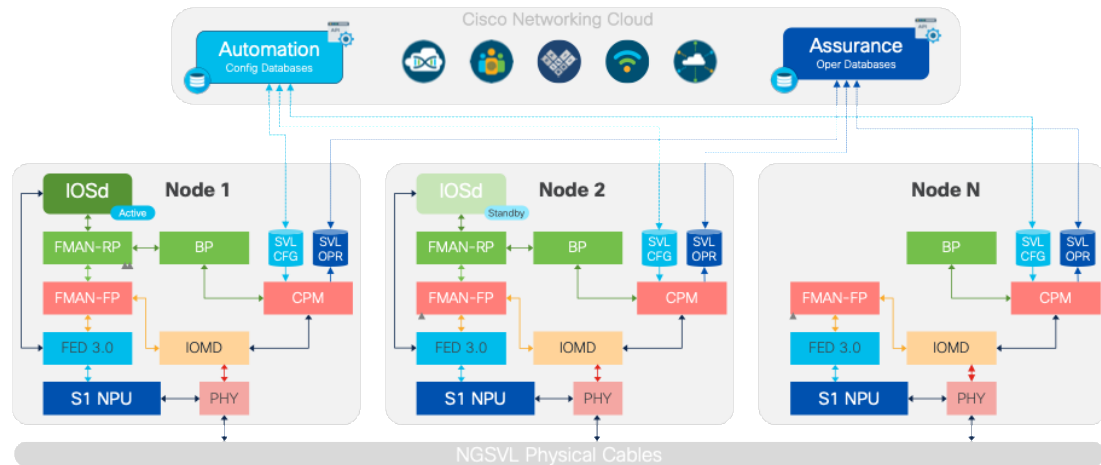 Cisco Networking Cloud
API
Automation
Config Databases
API
Assurance
Oper Databases
Node 1
IOSd
Active
FMAN-RP
BP
SVL
CFG
SVL
OPR
FMAN-FP
CPM
FED 3.0
IOMD
S1 NPU
PHY
Node 2
IOSd
Standby
FMAN-RP
BP
SVL
CFG
SVL
OPR
FMAN-FP
CPM
FED 3.0
IOMD
S1 NPU
PHY
Node N
BP
SVL
CFG
SVL
OPR
FMAN-FP
CPM
FED 3.0
IOMD
S1 NPU
PHY
NGSVL Physical Cables